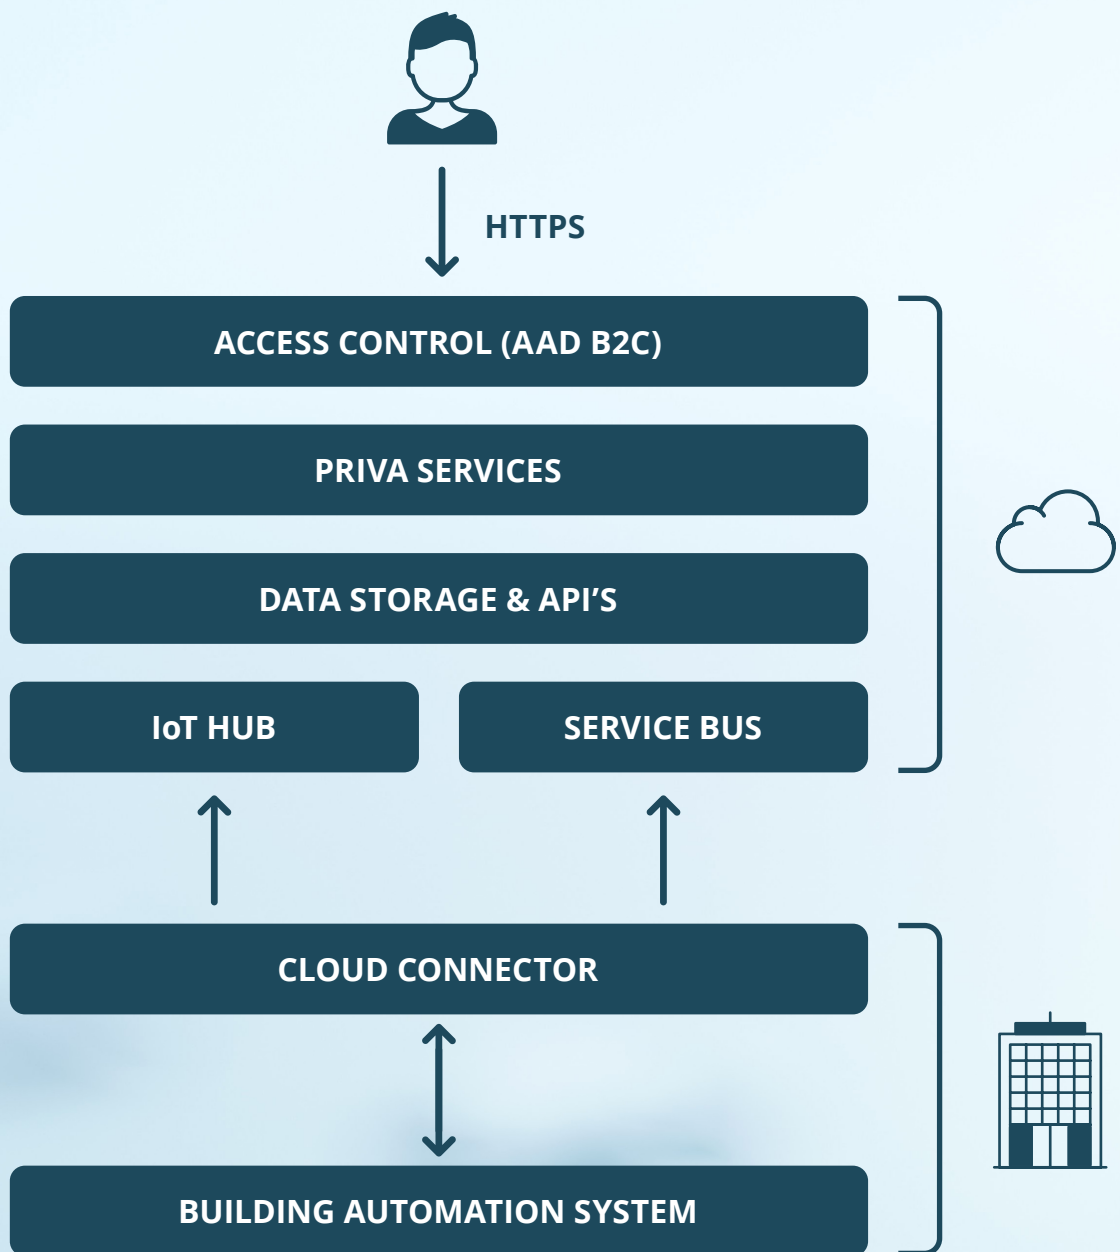 HTTPS
ACCESS CONTROL (AAD B2C)
PRIVA SERVICES
DATA STORAGE & API’S
IoT HUB
SERVICE BUS
CLOUD CONNECTOR
BUILDING AUTOMATION SYSTEM